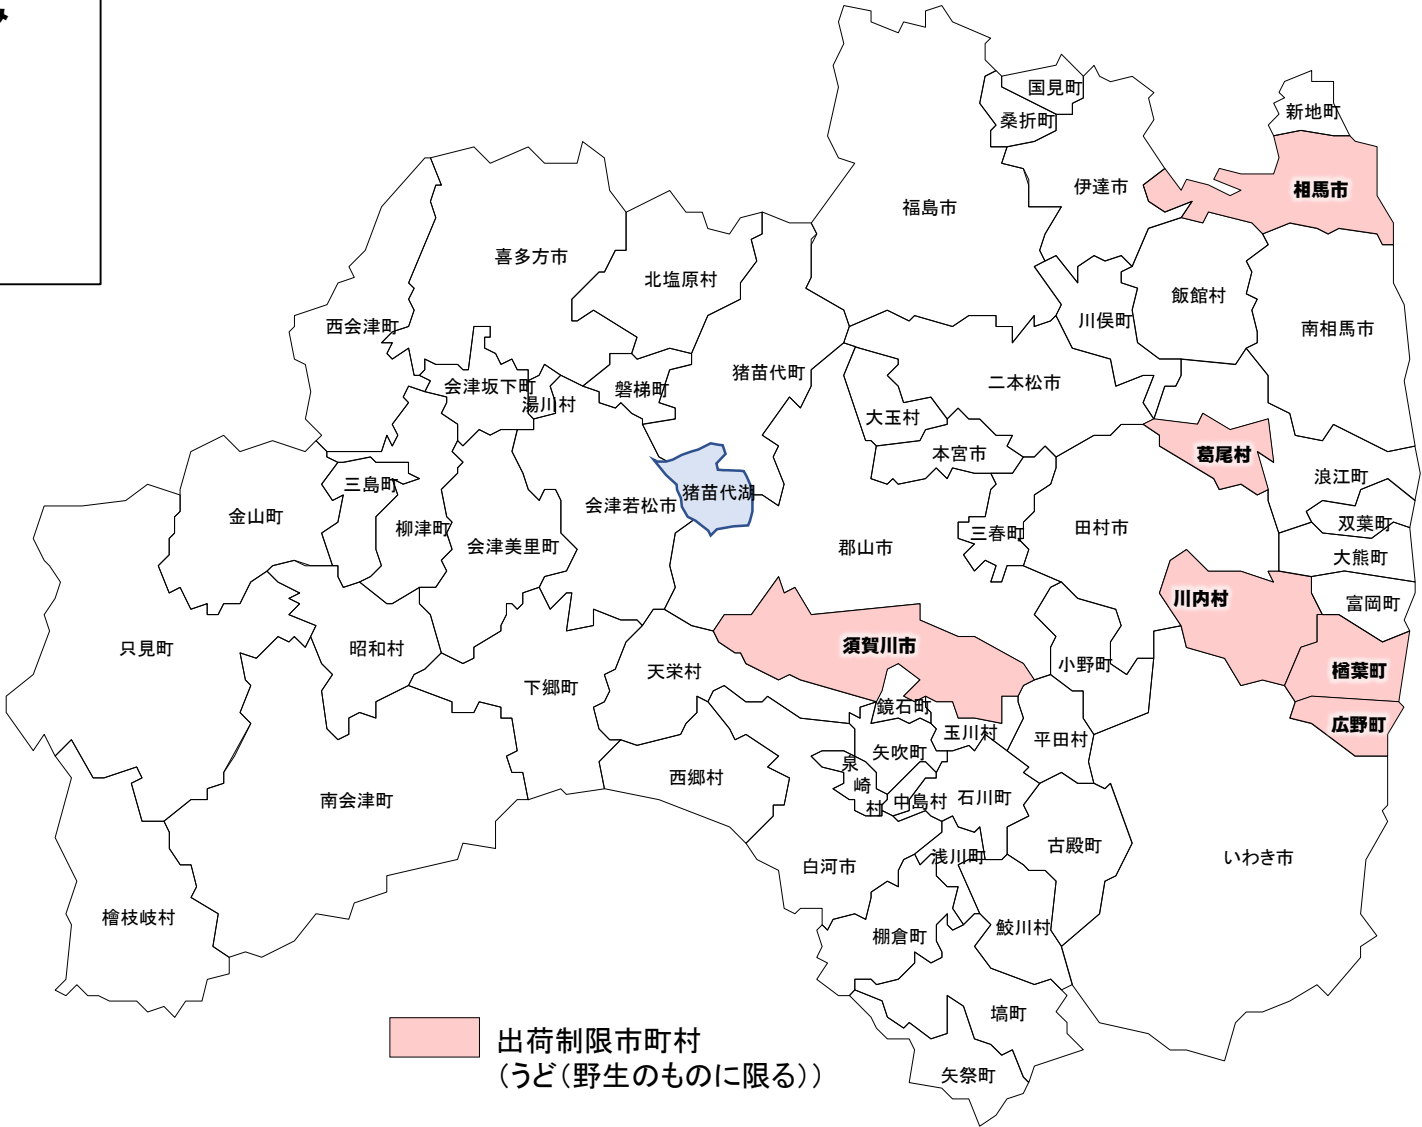 新地町
国見町
桑折町
伊達市
相馬市
福島市
喜多方市
北塩原村
飯館村
西会津町
川俣町
南相馬市
猪苗代町
二本松市
会津坂下町
磐梯町
湯川村
大玉村
本宮市
葛尾村
浪江町
三島町
猪苗代湖
会津若松市
金山町
柳津町
双葉町
田村市
三春町
会津美里町
郡山市
大熊町
川内村
富岡町
只見町
昭和村
須賀川市
小野町
天栄村
楢葉町
下郷町
鏡石町
広野町
玉川村
平田村
矢吹町
西郷村
泉
崎
村
南会津町
中島村
石川町
古殿町
浅川町
いわき市
白河市
檜枝岐村
棚倉町
鮫川村
塙町
矢祭町
出荷制限市町村
（うど（野生のものに限る））